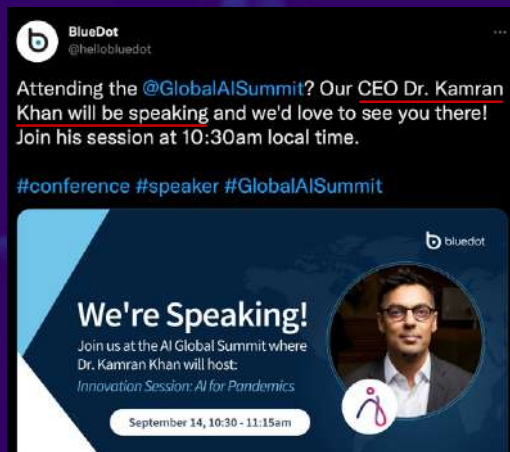 BlueDot
@hellobluedot
Attending the @GlobalAISummit? Our CEO Dr. Kamran
Khan will be speaking and we'd love to see you there!
Join his session at 10:30am local time.
#conference #speaker #GlobalAISummit
bluedot
We're Speaking!
Join us at the AI Global Summit where
Dr. Kamran Khan will host:
Innovation Session: AI for Pandemics
September 14, 10:30 - 11:15am